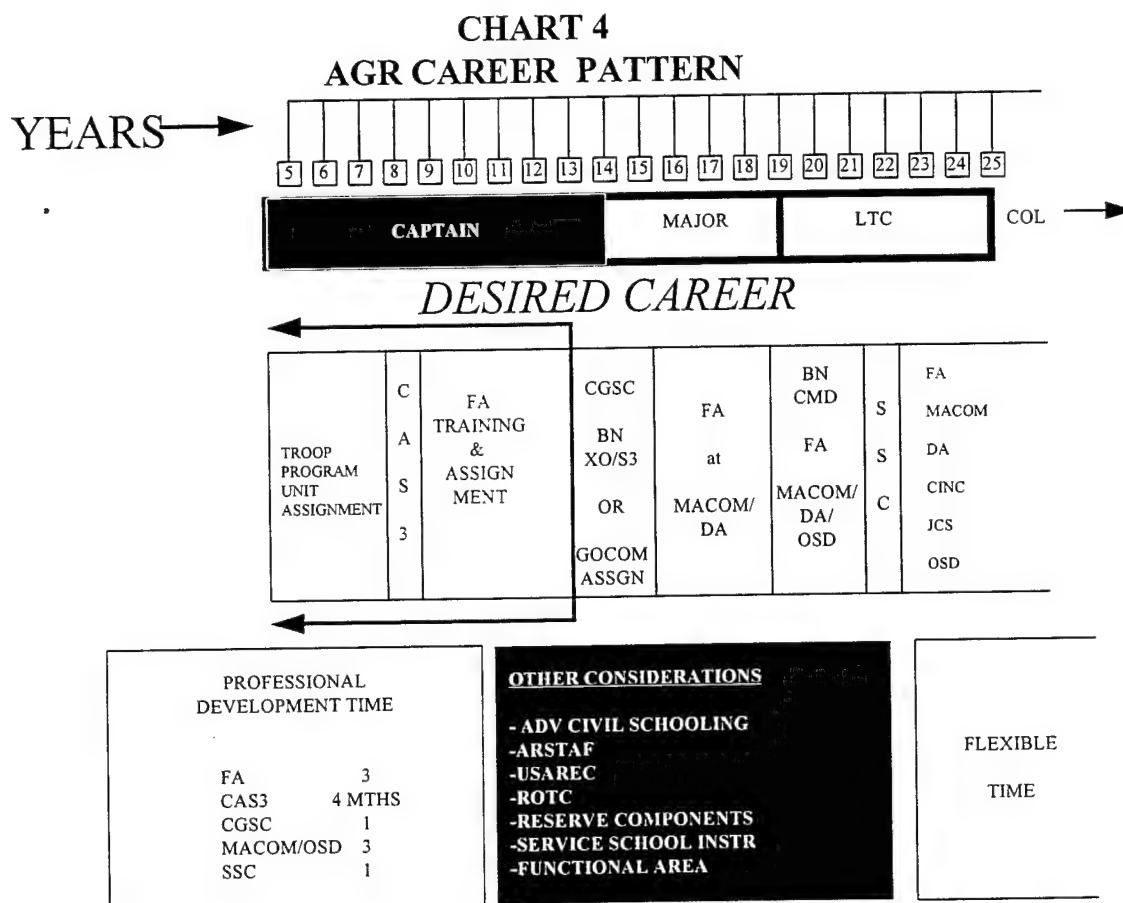 CHART 4
AGR CAREER PATTERN
YEARS
5 6 7 8 9 10 11 12 13 14 15 16 17 18 19 20 21 22 23 24 25
CAPTAIN MAJOR LTC COL
DESIRED CAREER
TROOP
PROGRAM
UNIT
ASSIGNMENT
C
A
S
3
FA
TRAINING
&
ASSIGN
MENT
CGSC
BN
XO/S3
OR
GOCOM
ASSGN
FA
at
MACOM/
DA
BN
CMD
FA
MACOM/
DA/
OSD
S
S
C
FA
MACOM
DA
CINC
JCS
OSD
PROFESSIONAL
DEVELOPMENT TIME
FA 3
CAS3 4 MTHS
CGSC 1
MACOM/OSD 3
SSC 1
OTHER CONSIDERATIONS
- ADV CIVIL SCHOOLING
-ARSTAF
-USAREC
-ROTC
-RESERVE COMPONENTS
-SERVICE SCHOOL INSTR
-FUNCTIONAL AREA
FLEXIBLE
TIME